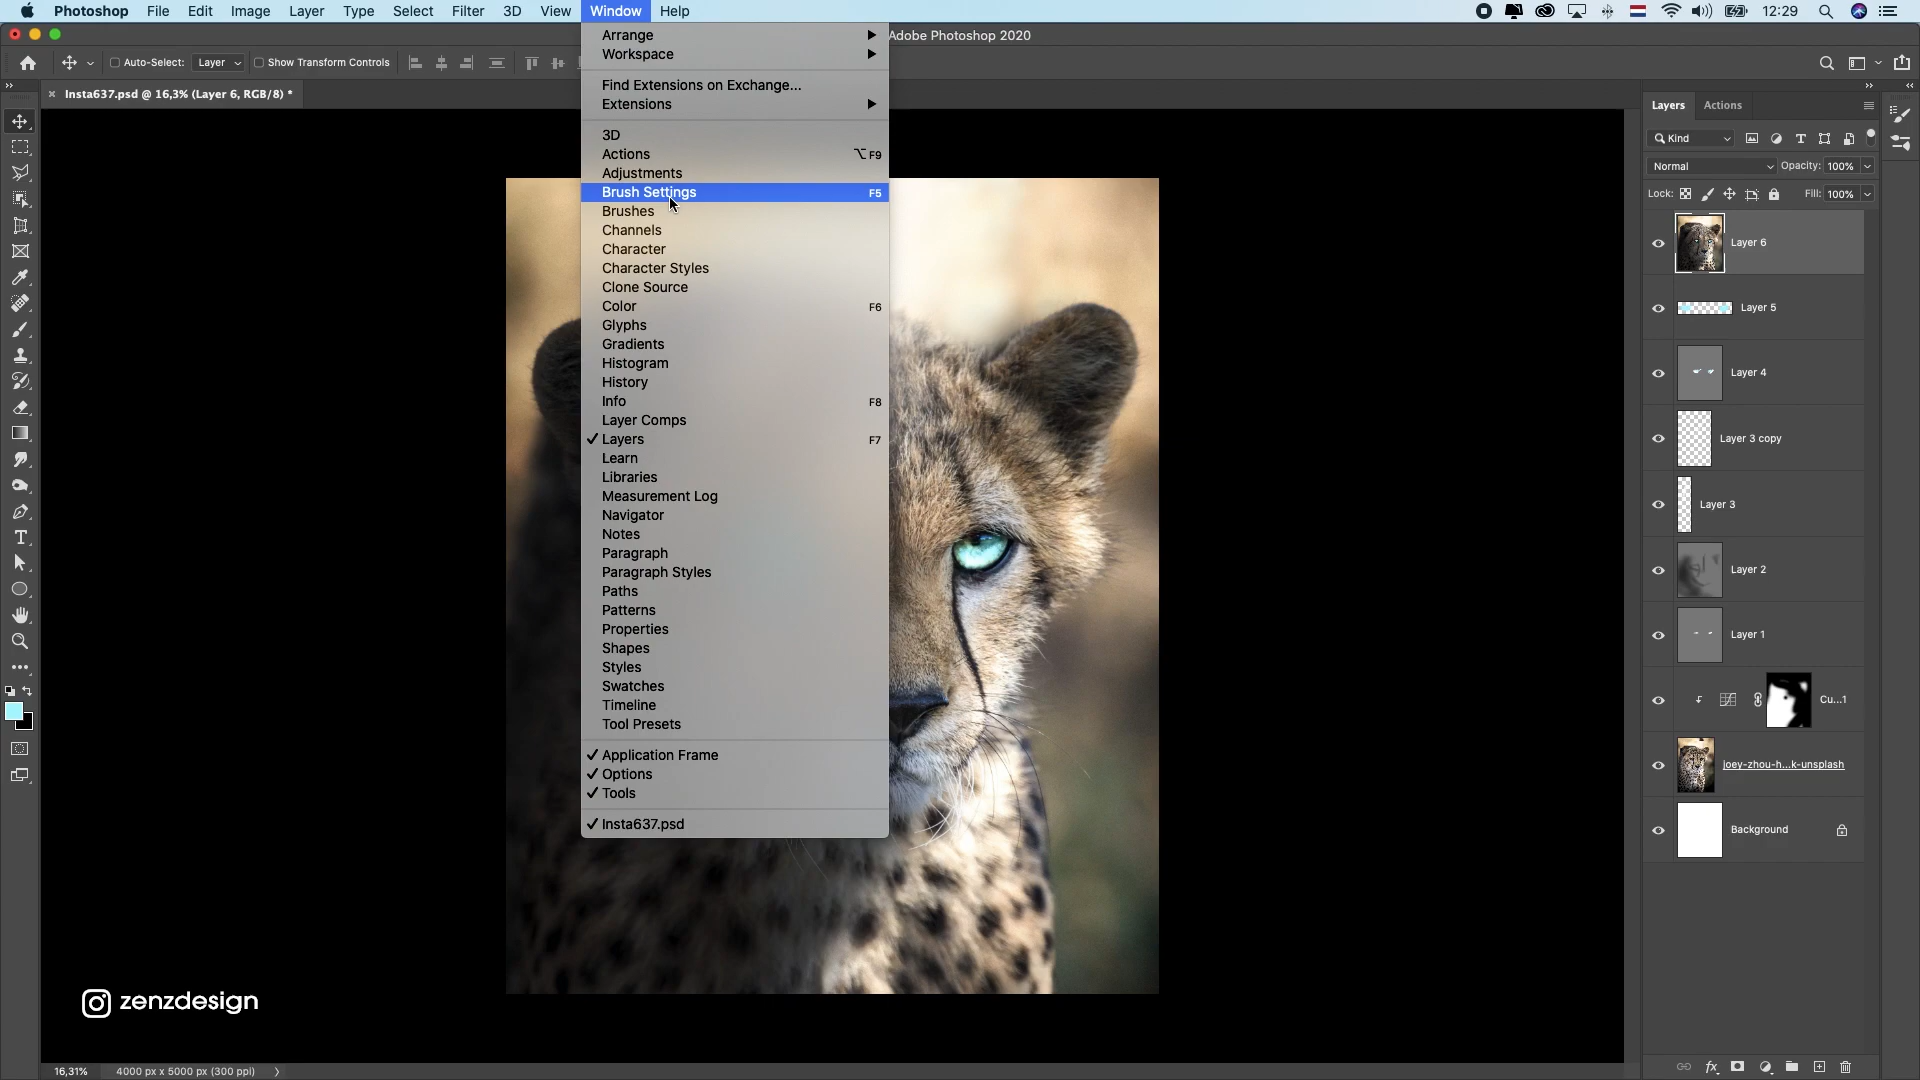 Photoshop File Edit Image Layer Type Select Filter 3D View Window Help 12:29
Adobe Photoshop 2020
Auto-Select: Layer Show Transform Controls
Insta637.psd @ 16,3% (Layer 6, RGB/8) *
Arrange
Workspace
Find Extensions on Exchange...
Extensions
3D
Actions ⌥F9
Adjustments
Brush Settings F5
Brushes
Channels
Character
Character Styles
Clone Source
Color F6
Glyphs
Gradients
Histogram
History
Info F8
Layer Comps
Layers F7
Learn
Libraries
Measurement Log
Navigator
Notes
Paragraph
Paragraph Styles
Paths
Patterns
Properties
Shapes
Styles
Swatches
Timeline
Tool Presets
Application Frame
Options
Tools
Insta637.psd
Layers Actions
Kind
Normal Opacity: 100%
Lock: Fill: 100%
Layer 6
Layer 5
Layer 4
Layer 3 copy
Layer 3
Layer 2
Layer 1
Cu...1
joey-zhou-h...k-unsplash
Background
zenzdesign
16,31% 4000 px x 5000 px (300 ppi)